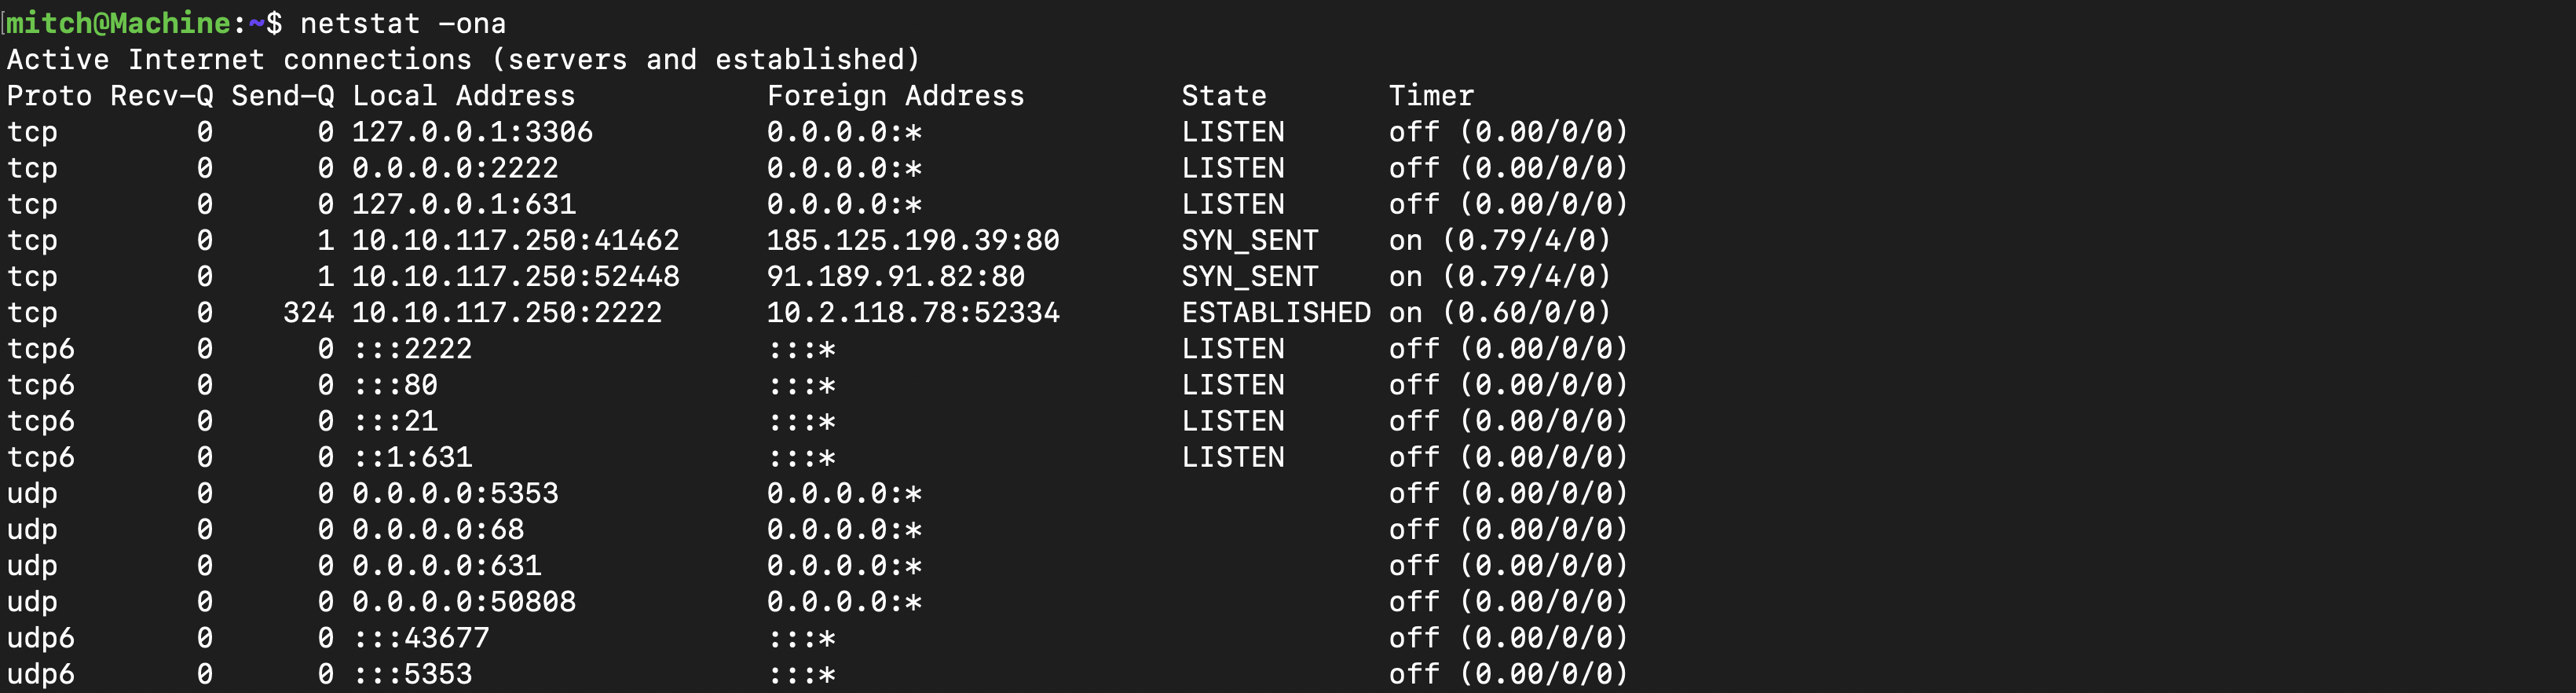 [mitch@Machine:~$ netstat -ona
Active Internet connections (servers and established)
Proto Recv-Q Send-Q Local Address           Foreign Address         State       Timer
tcp        0      0 127.0.0.1:3306          0.0.0.0:*               LISTEN      off (0.00/0/0)
tcp        0      0 0.0.0.0:2222            0.0.0.0:*               LISTEN      off (0.00/0/0)
tcp        0      0 127.0.0.1:631           0.0.0.0:*               LISTEN      off (0.00/0/0)
tcp        0      1 10.10.117.250:41462     185.125.190.39:80       SYN_SENT    on (0.79/4/0)
tcp        0      1 10.10.117.250:52448     91.189.91.82:80         SYN_SENT    on (0.79/4/0)
tcp        0    324 10.10.117.250:2222      10.2.118.78:52334       ESTABLISHED on (0.60/0/0)
tcp6       0      0 :::2222                 :::*                    LISTEN      off (0.00/0/0)
tcp6       0      0 :::80                   :::*                    LISTEN      off (0.00/0/0)
tcp6       0      0 :::21                   :::*                    LISTEN      off (0.00/0/0)
tcp6       0      0 ::1:631                 :::*                    LISTEN      off (0.00/0/0)
udp        0      0 0.0.0.0:5353            0.0.0.0:*                           off (0.00/0/0)
udp        0      0 0.0.0.0:68              0.0.0.0:*                           off (0.00/0/0)
udp        0      0 0.0.0.0:631             0.0.0.0:*                           off (0.00/0/0)
udp        0      0 0.0.0.0:50808           0.0.0.0:*                           off (0.00/0/0)
udp6       0      0 :::43677                :::*                                off (0.00/0/0)
udp6       0      0 :::5353                 :::*                                off (0.00/0/0)